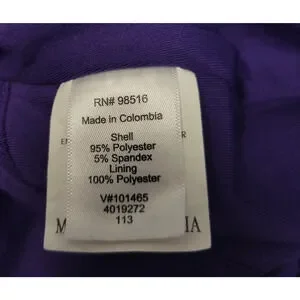 RN# 98516
Made in Colombia
Shell
95% Polyester
5% Spandex
Lining
100% Polyester
V#101465
4019272
113